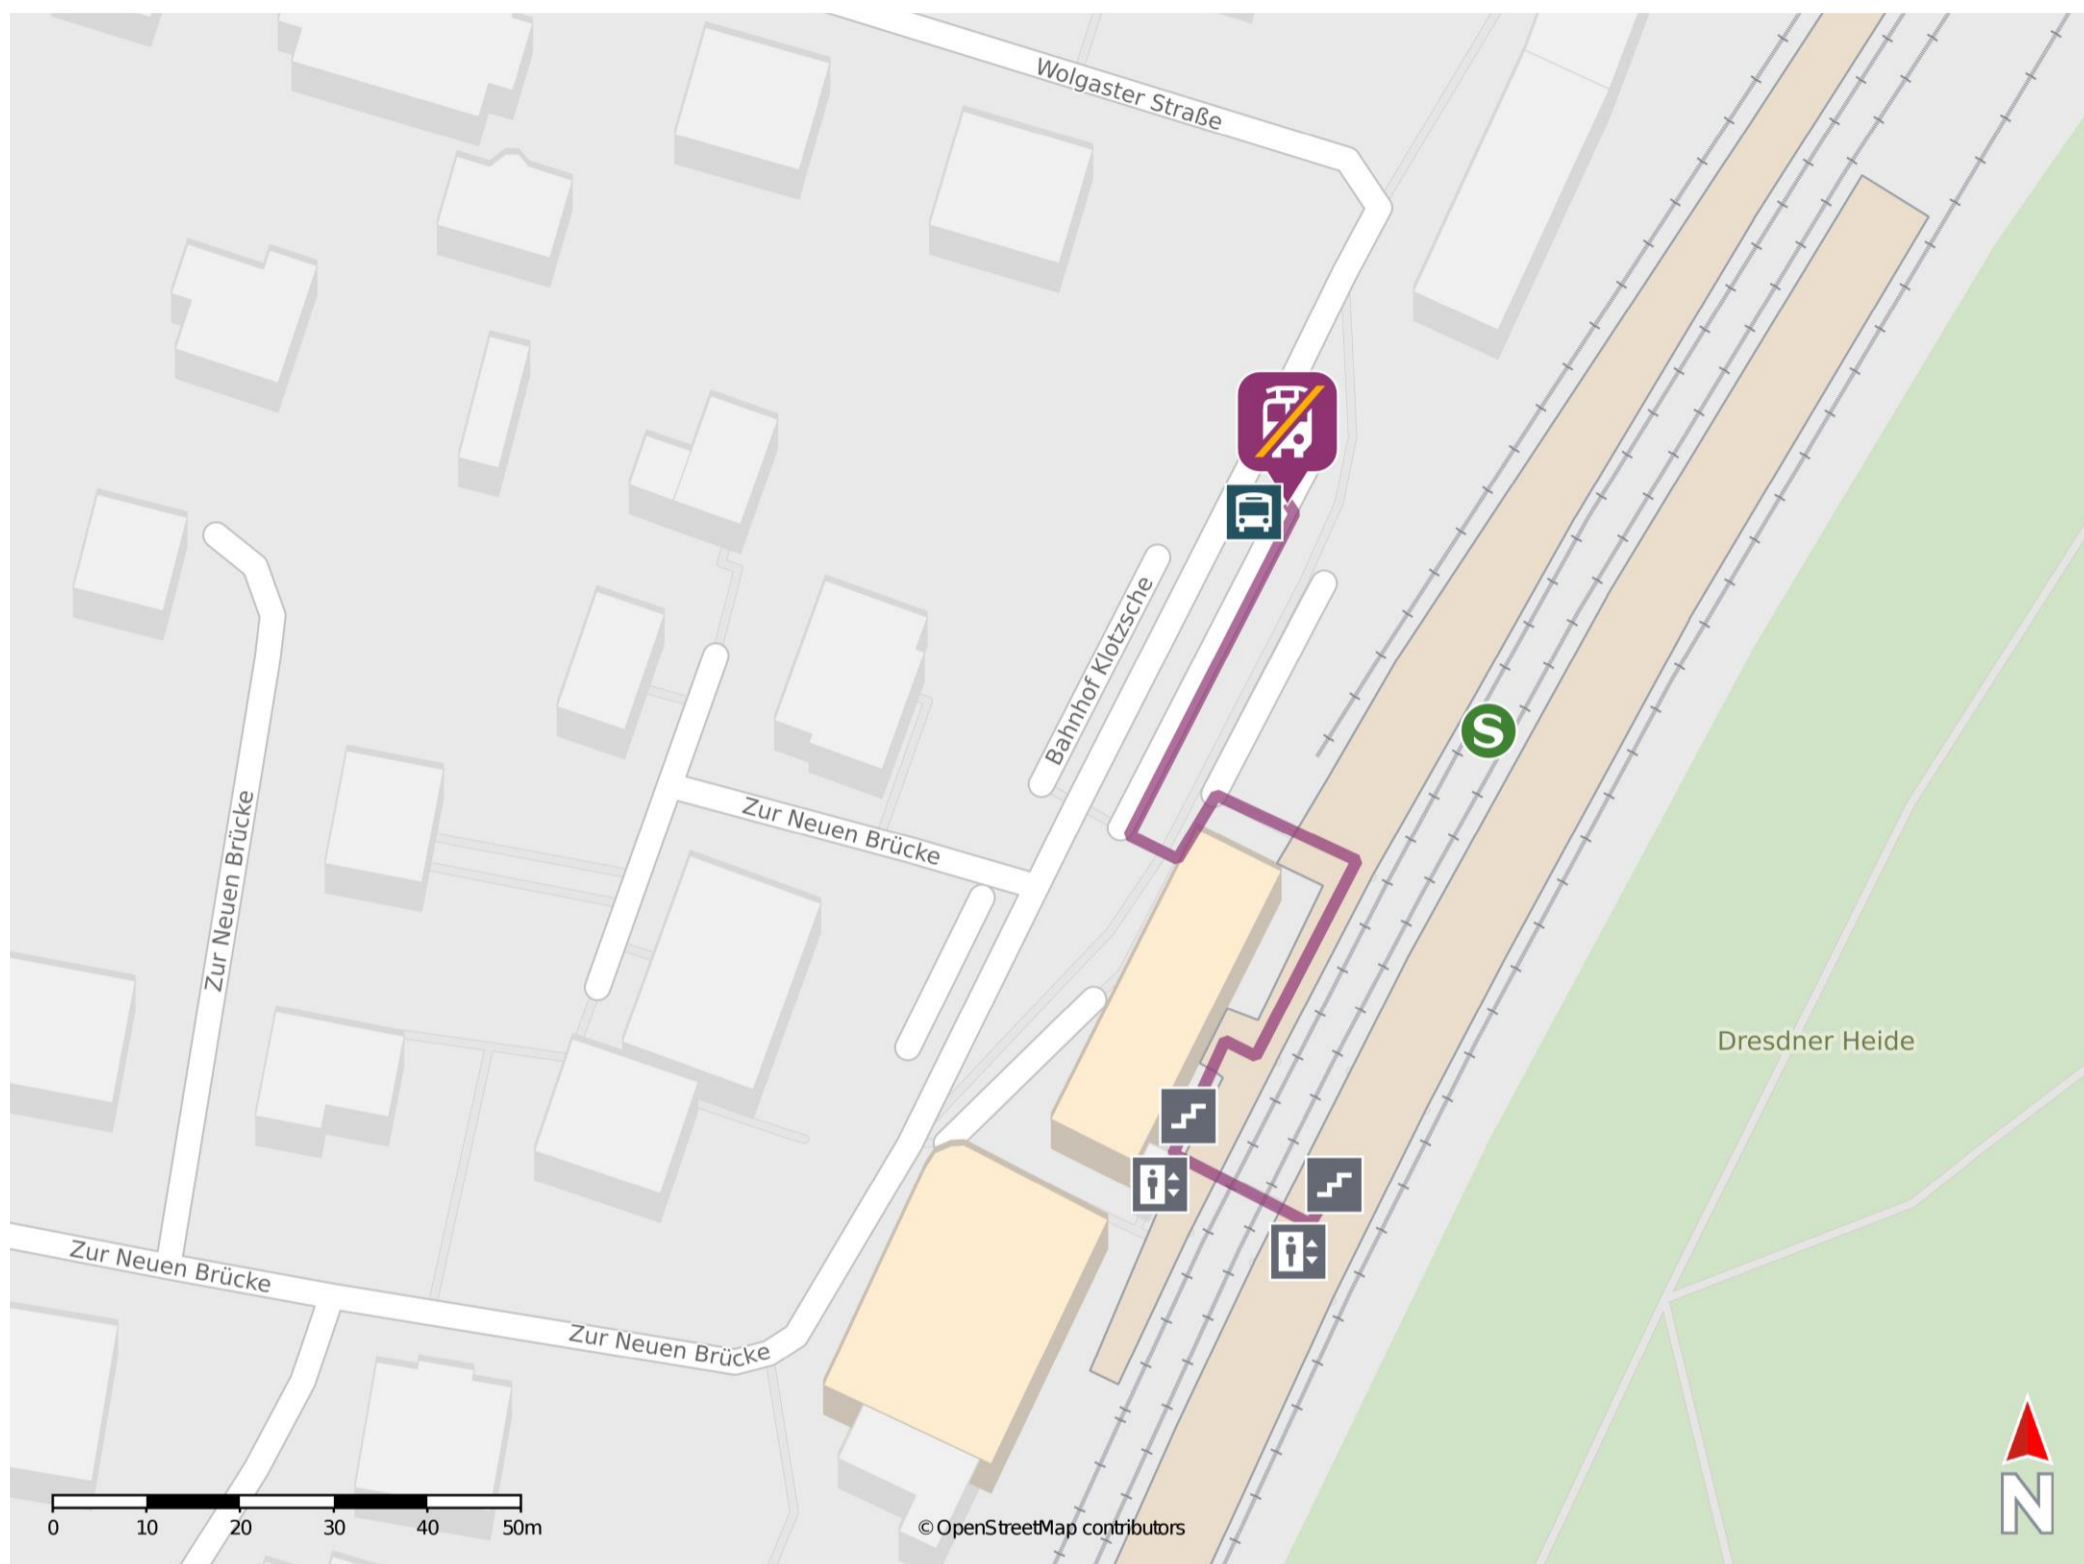 Wolgaster Straße
Bahnhof Klotzsche
S
Zur Neuen Brücke
Zur Neuen Brücke
Dresdner Heide
Zur Neuen Brücke
Zur Neuen Brücke
0 10 20 30 40 50m
© OpenStreetMap contributors
N